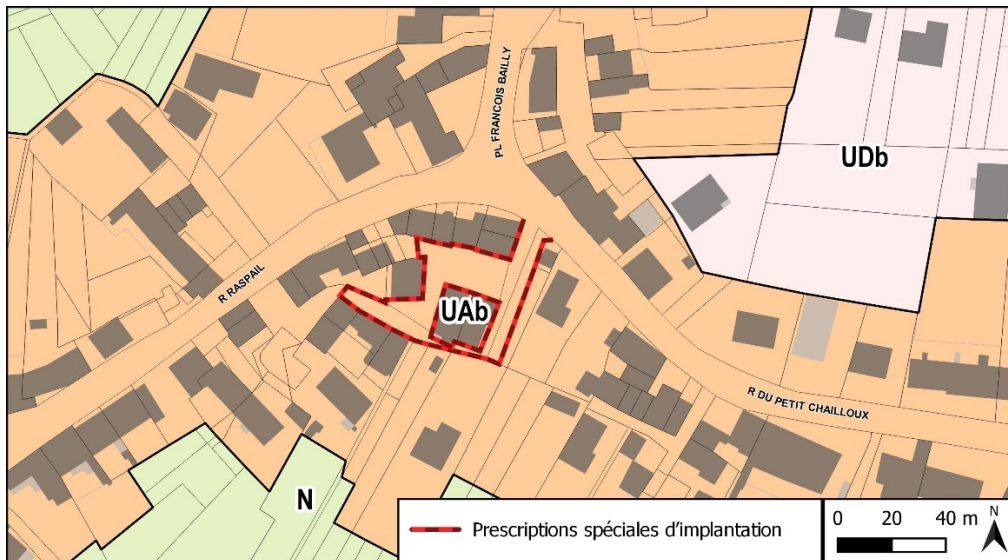 PL FRANCOIS BAILLY
UDb
R RASPAIL
UAb
R DU PETIT CHAILLOUX
N
Prescriptions spéciales d'implantation
0 20 40 m
N